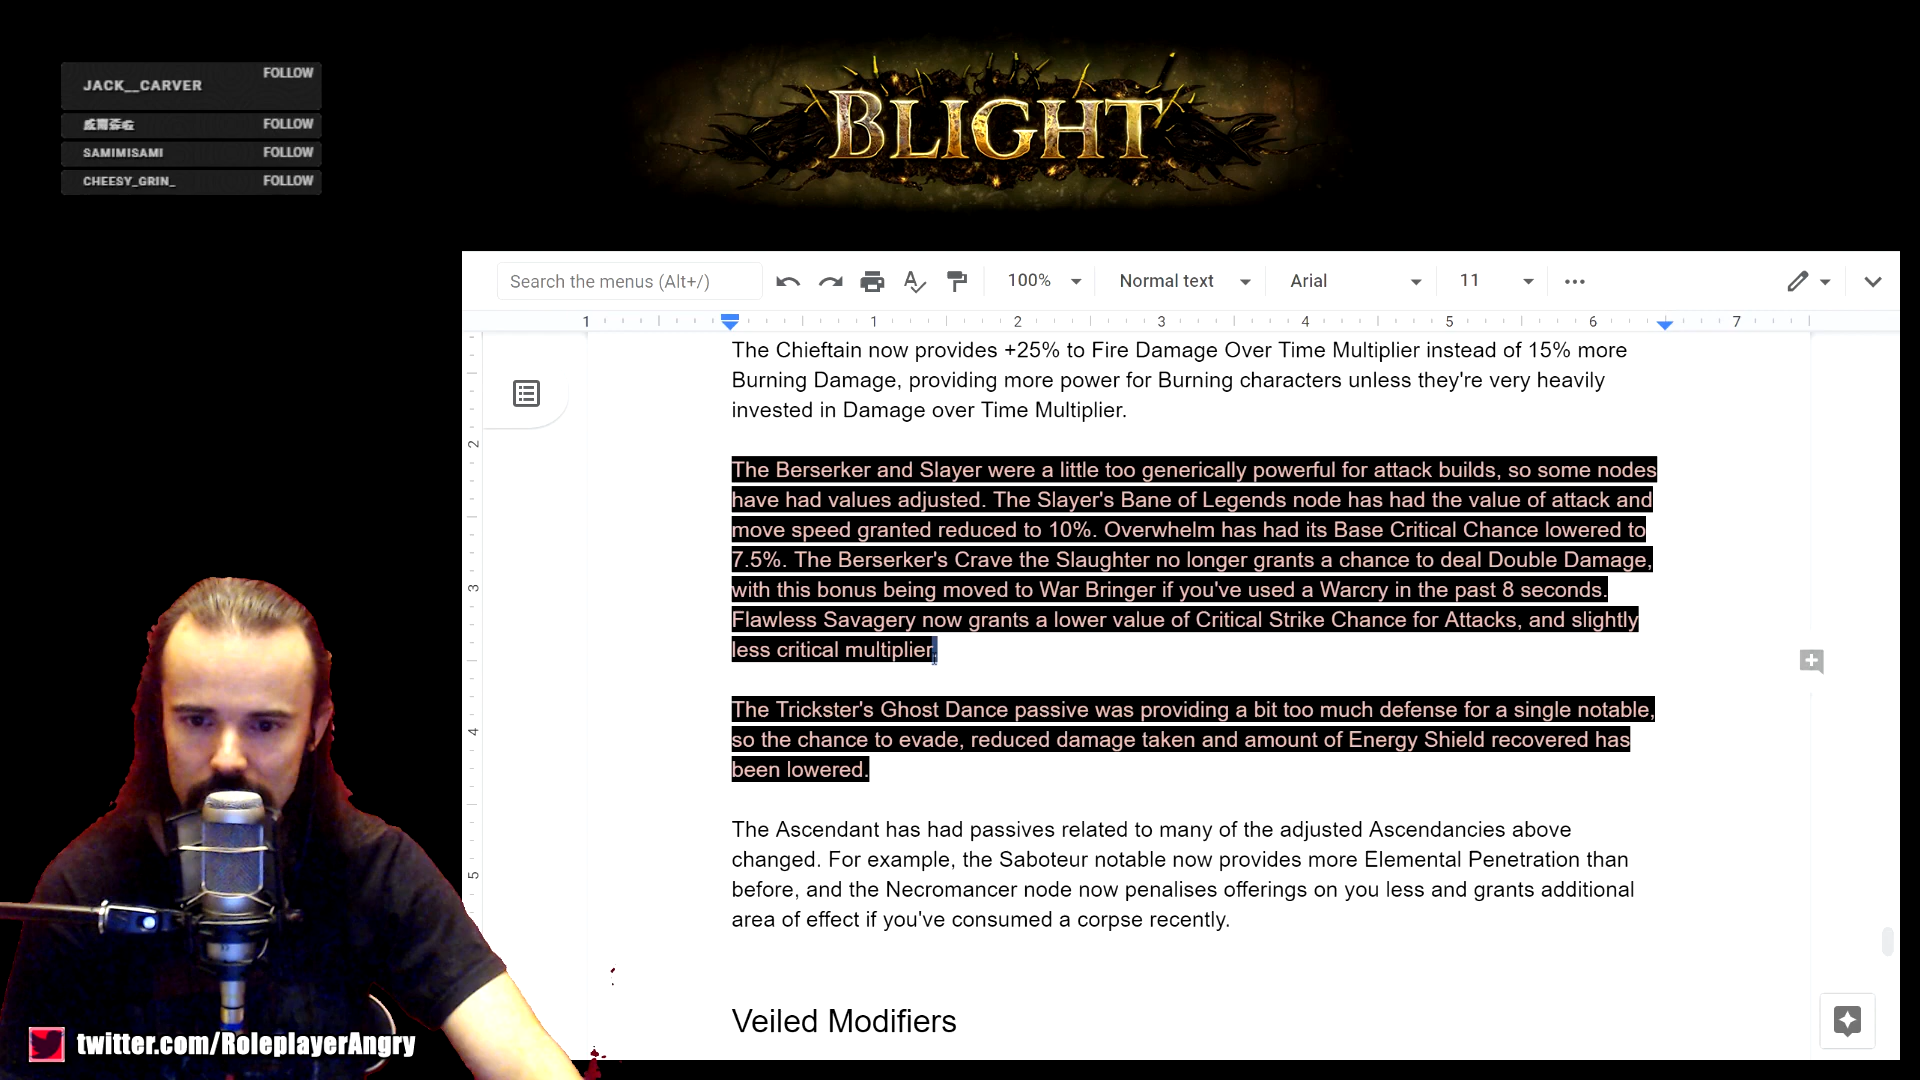 JACK__CARVER FOLLOW
FOLLOW
SAMIMISAMI FOLLOW
CHEESY_GRIN_ FOLLOW
BLIGHT
Search the menus (Alt+/) 100% Normal text Arial 11
1 1 2 3 4 5 6 7
The Chieftain now provides +25% to Fire Damage Over Time Multiplier instead of 15% more
Burning Damage, providing more power for Burning characters unless they're very heavily
invested in Damage over Time Multiplier.
2
The Berserker and Slayer were a little too generically powerful for attack builds, so some nodes
have had values adjusted. The Slayer's Bane of Legends node has had the value of attack and
move speed granted reduced to 10%. Overwhelm has had its Base Critical Chance lowered to
7.5%. The Berserker's Crave the Slaughter no longer grants a chance to deal Double Damage,
with this bonus being moved to War Bringer if you've used a Warcry in the past 8 seconds.
3
Flawless Savagery now grants a lower value of Critical Strike Chance for Attacks, and slightly
less critical multiplier.
The Trickster's Ghost Dance passive was providing a bit too much defense for a single notable,
4
so the chance to evade, reduced damage taken and amount of Energy Shield recovered has
been lowered.
The Ascendant has had passives related to many of the adjusted Ascendancies above
changed. For example, the Saboteur notable now provides more Elemental Penetration than
5
before, and the Necromancer node now penalises offerings on you less and grants additional
area of effect if you've consumed a corpse recently.
Veiled Modifiers
twitter.com/RoleplayerAngry